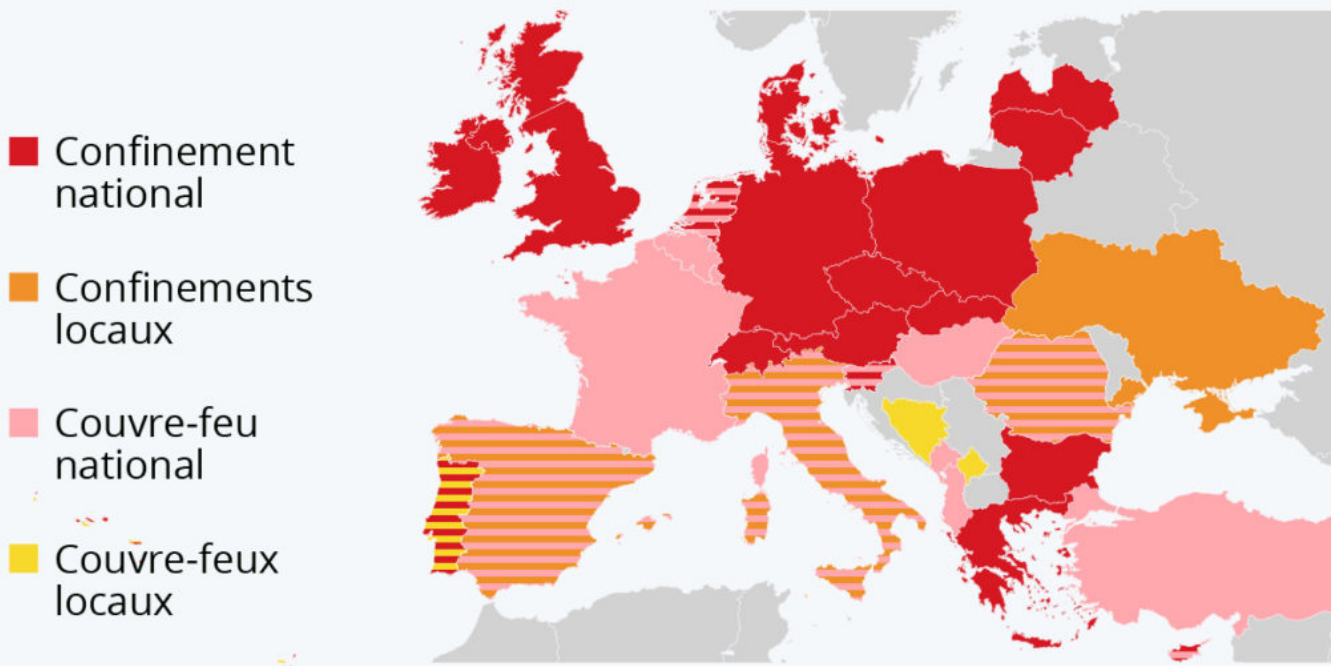 Confinement
national
Confinements
locaux
Couvre-feu
national
Couvre-feux
locaux